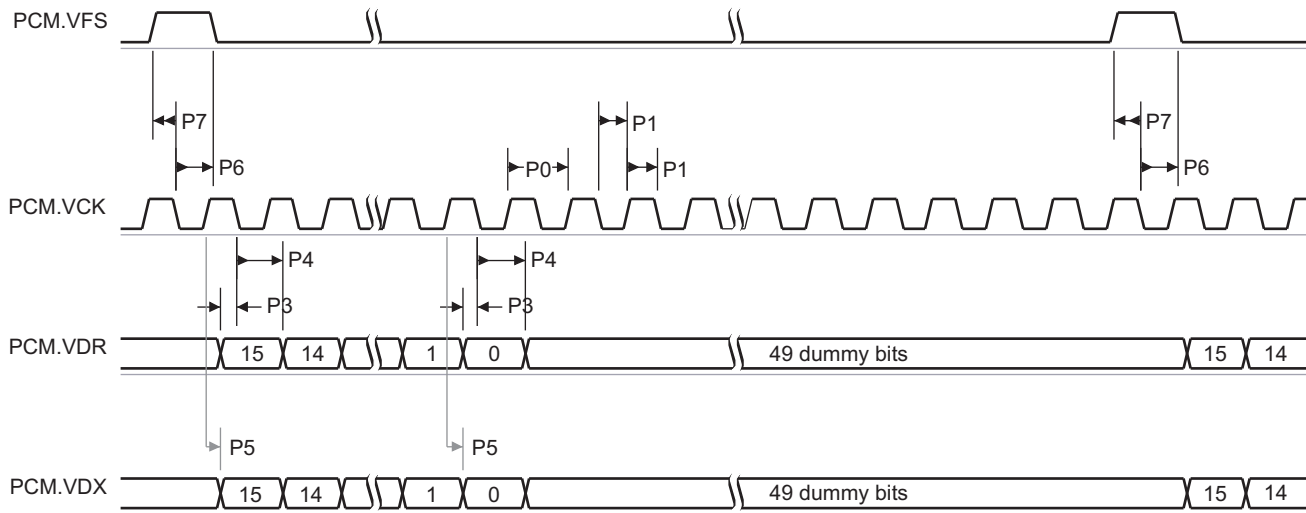 PCM.VFS
P7
P6
P1
P0
P1
P7
P6
PCM.VCK
P4
P3
P4
P3
PCM.VDR
15 14 1 0 49 dummy bits 15 14
P5
P5
PCM.VDX
15 14 1 0 49 dummy bits 15 14